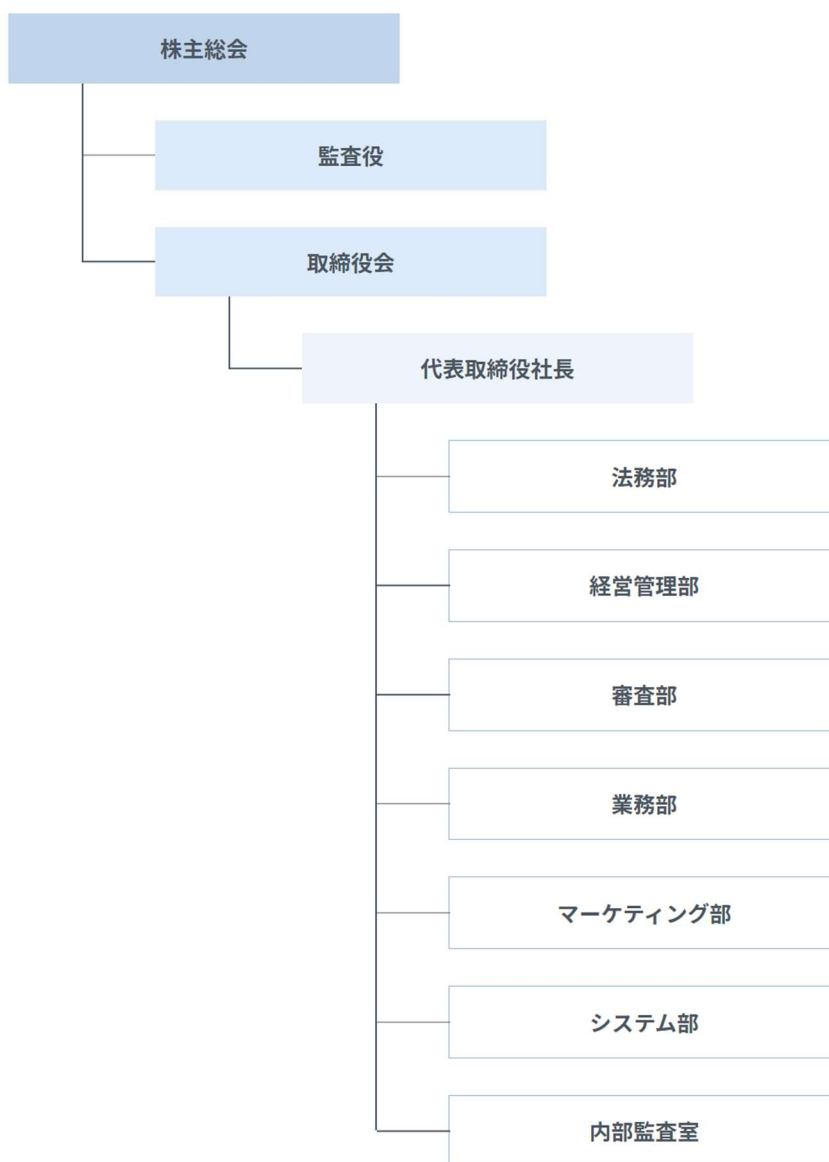 株主総会
監査役
取締役会
代表取締役社長
法務部
経営管理部
審査部
業務部
マーケティング部
システム部
内部監査室